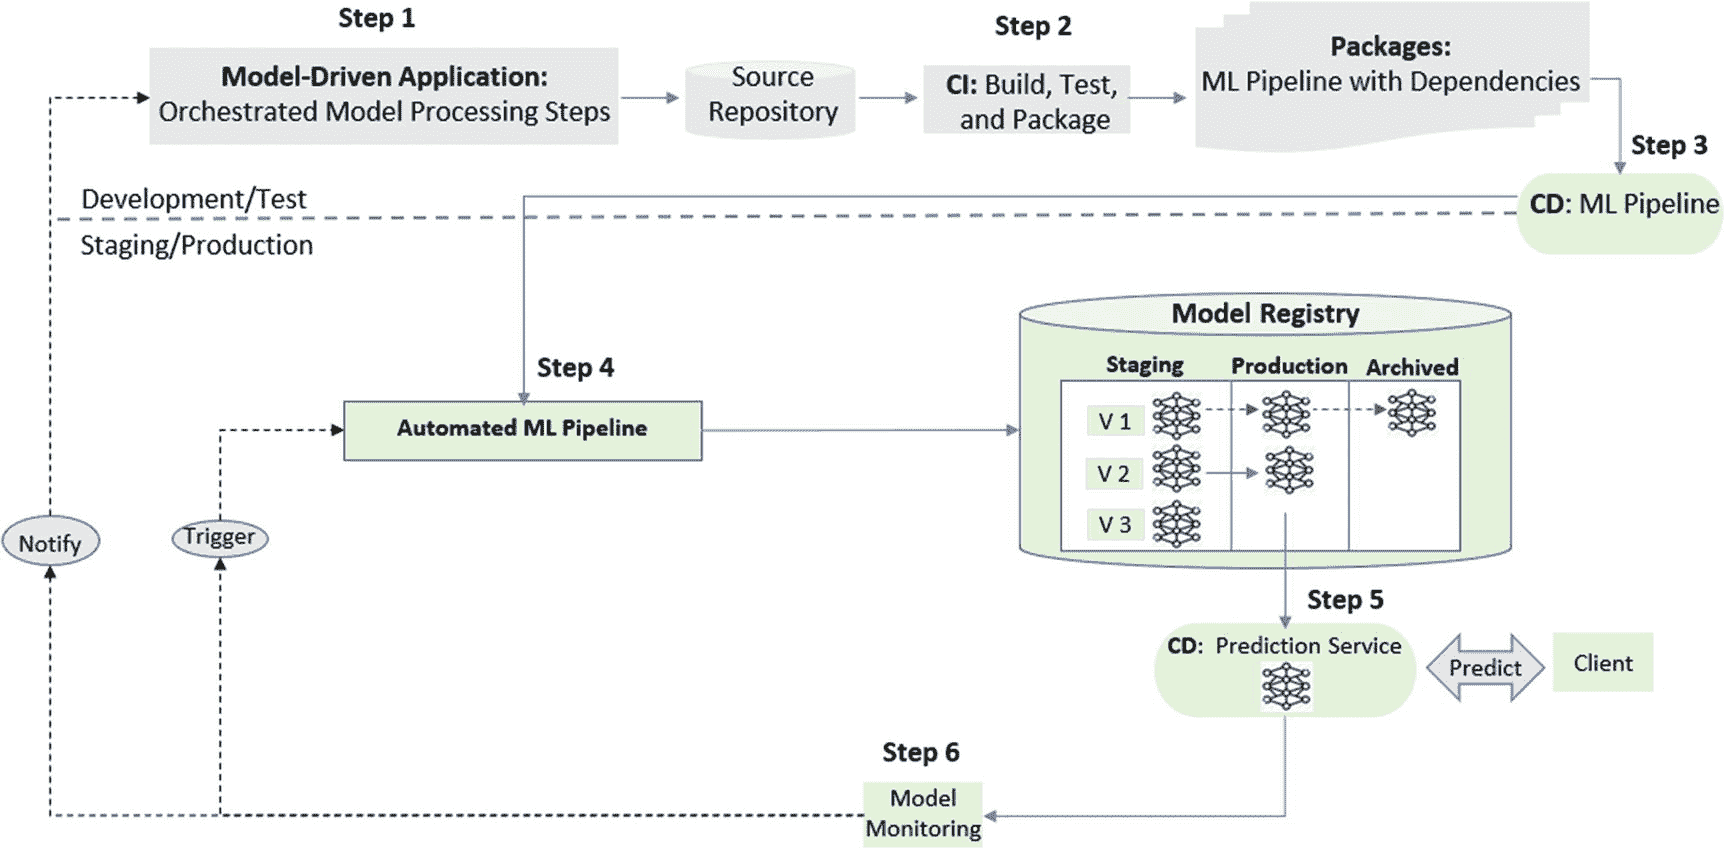 Step 1
Model-Driven Application:
Orchestrated Model Processing Steps
Source
Repository
Step 2
CI: Build, Test,
and Package
Packages:
ML Pipeline with Dependencies
Step 3
CD: ML Pipeline
Development/Test
Staging/Production
Step 4
Automated ML Pipeline
Model Registry
Staging Production Archived
V 1
V 2
V 3
Notify
Trigger
Step 5
CD: Prediction Service
Predict
Client
Step 6
Model
Monitoring